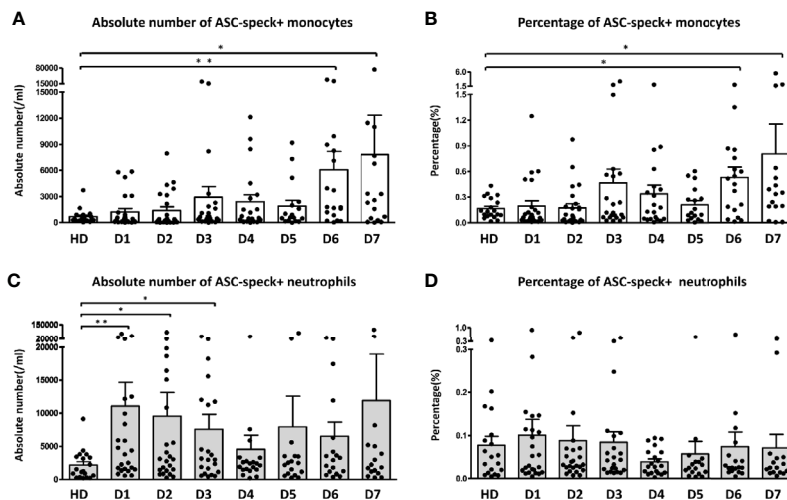 A
Absolute number of ASC-speck+ monocytes
*
* *
Absolute number(/ml)
80000
15000
12000
9000
6000
3000
0
HD D1 D2 D3 D4 D5 D6 D7
B
Percentage of ASC-speck+ monocytes
*
*
Percentage(%)
6.0
1.5
1.2
0.9
0.6
0.3
0.0
HD D1 D2 D3 D4 D5 D6 D7
C
Absolute number of ASC-speck+ neutrophils
*
*
**
Absolute number(/ml)
150000
20000
20000
15000
10000
5000
0
HD D1 D2 D3 D4 D5 D6 D7
D
Percentage of ASC-speck+ neutrophils
Percentage(%)
1.0
0.3
0.3
0.2
0.1
0.0
HD D1 D2 D3 D4 D5 D6 D7